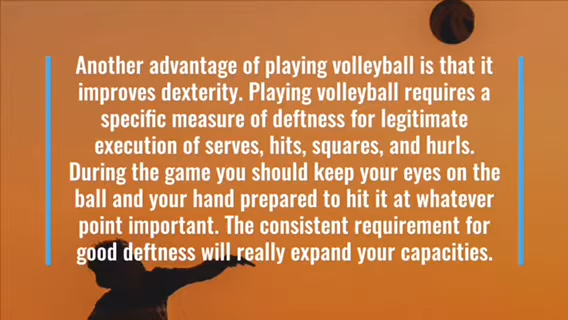 Another advantage of playing volleyball is that it
improves dexterity. Playing volleyball requires a
specific measure of deftness for legitimate
execution of serves, hits, squares, and hurls.
During the game you should keep your eyes on the
ball and your hand prepared to hit it at whatever
point important. The consistent requirement for
good deftness will really expand your capacities.